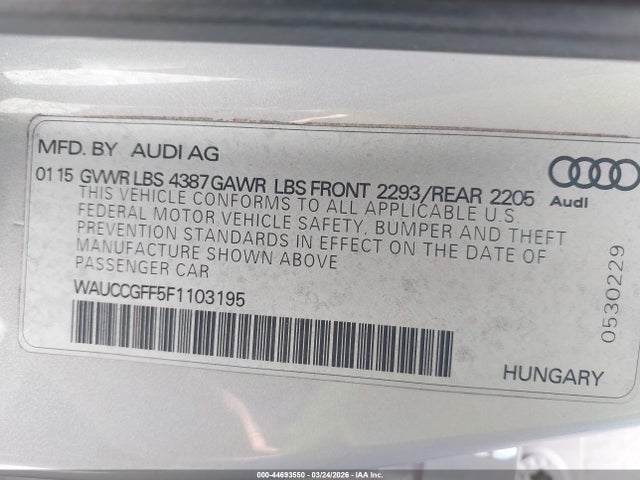 MFD. BY AUDI AG
01 15 GVWR LBS 4387 GAWR LBS FRONT 2293/REAR 2205
THIS VEHICLE CONFORMS TO ALL APPLICABLE U.S.
FEDERAL MOTOR VEHICLE SAFETY, BUMPER AND THEFT
PREVENTION STANDARDS IN EFFECT ON THE DATE OF
MANUFACTURE SHOWN ABOVE
PASSENGER CAR
WAUCCGFF5F1103195
Audi
0530229
HUNGARY
000-44693550 - 03/24/2026 - IAA Inc.